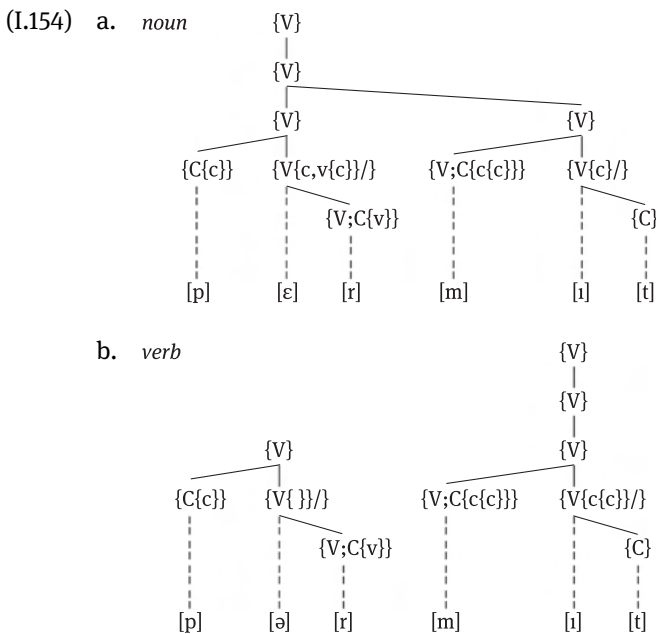 (I.154) a. noun {V}
{V}
{V} {V}
{C{c}} {V{c,v{c}}/} {V;C{c{c}}} {V{c}/}
{V;C{v}} {C}
[p] [ɛ] [r] [m] [ɪ] [t]
b. verb {V}
{V}
{V} {V}
{C{c}} {V{ }}/} {V;C{c{c}}} {V{c{c}}/}
{V;C{v}} {C}
[p] [ə] [r] [m] [ɪ] [t]